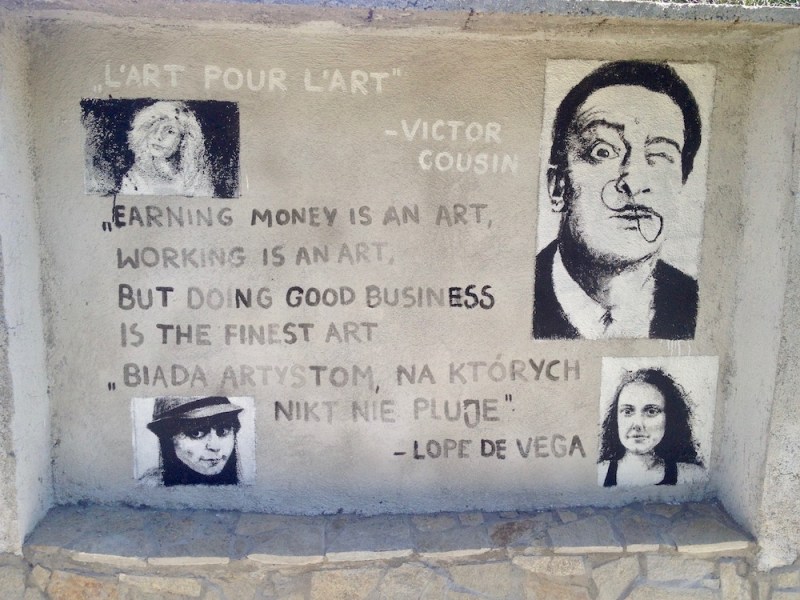 „L'ART POUR L'ART"
-VICTOR
COUSIN
„EARNING MONEY IS AN ART,
WORKING IS AN ART,
BUT DOING GOOD BUSINESS
IS THE FINEST ART
„BIADA ARTYSTOM, NA KTÓRYCH
NIKT NIE PLUJE"
-LOPE DE VEGA